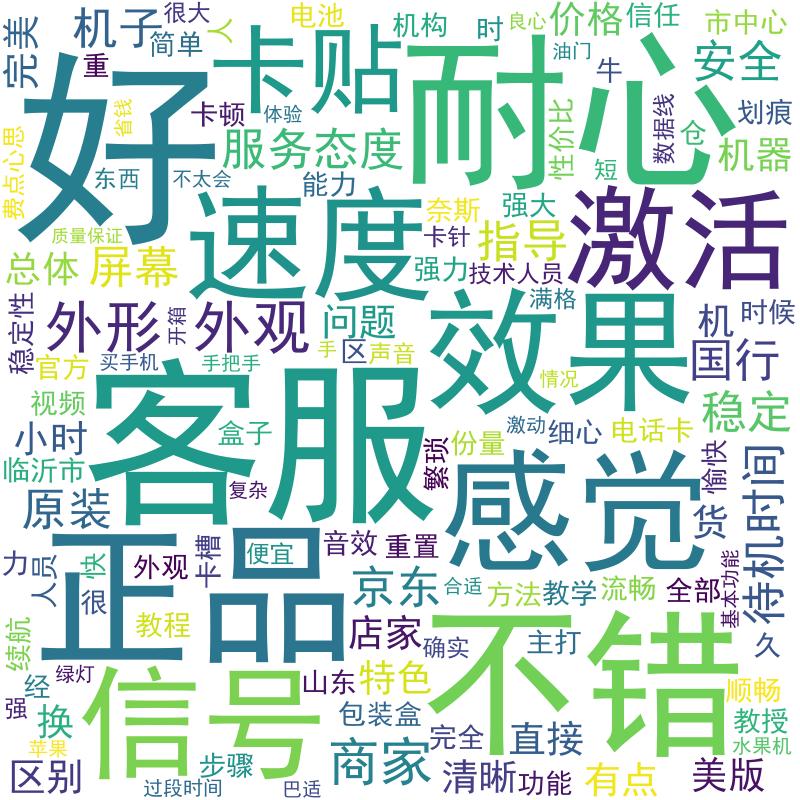 很大
电池
机构
良心
价格
信任
市中心
完美
机子
简单
人
卡贴
时
油门
安全
重
好
省钱
卡顿
体验
耐心
牛
数据线
划痕
费点心思
服务态度
性价比
短
仓
机器
东西
不太会
能力
速度
奈斯
强大
激活
质量保证
卡针
指导
总体
屏幕
强力
技术人员
稳定性
外形
开箱
外观
问题
效果
满格
机
时候
官方
买手机
手把手
手
区
声音
国行
视频
客服
情况
稳定
小时
盒子
繁琐
份量
激动
细心
电话卡
愉快
临沂市
复杂
感觉
待机时间
原装
货
正品
音效
重置
力
人员
快
外观
卡槽
便宜
京东
合适
方法
教学
流畅
全部
基本功能
很
教程
店家
确实
不错
主打
久
续航
绿灯
信号
山东
特色
经
强
换
包装盒
完全
直接
顺畅
教授
苹果
步骤
商家
水果机
区别
过段时间
巴适
清晰
功能
有点
美版